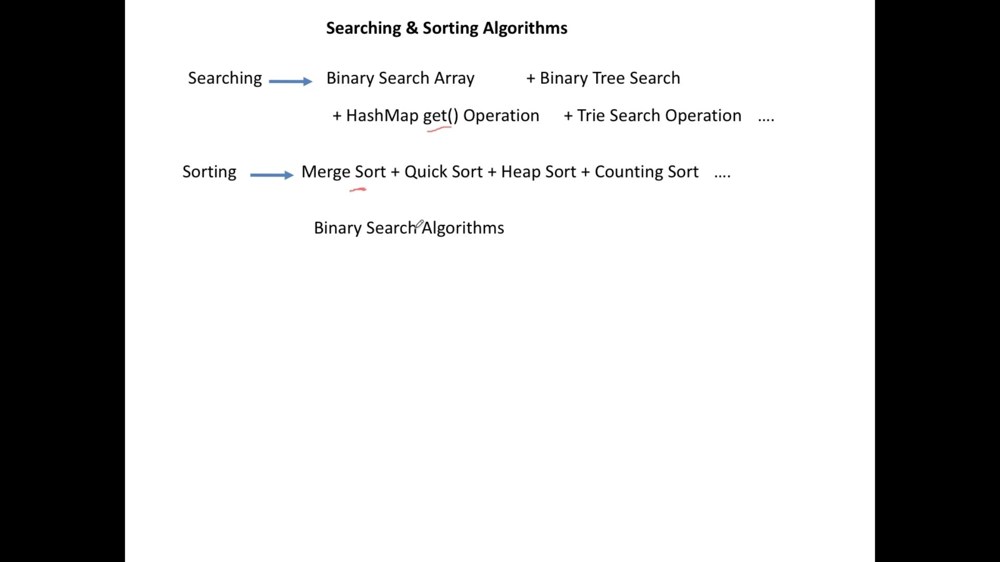 Searching & Sorting Algorithms
Searching Binary Search Array + Binary Tree Search
+ HashMap get() Operation + Trie Search Operation ....
Sorting Merge Sort + Quick Sort + Heap Sort + Counting Sort ....
Binary Search Algorithms